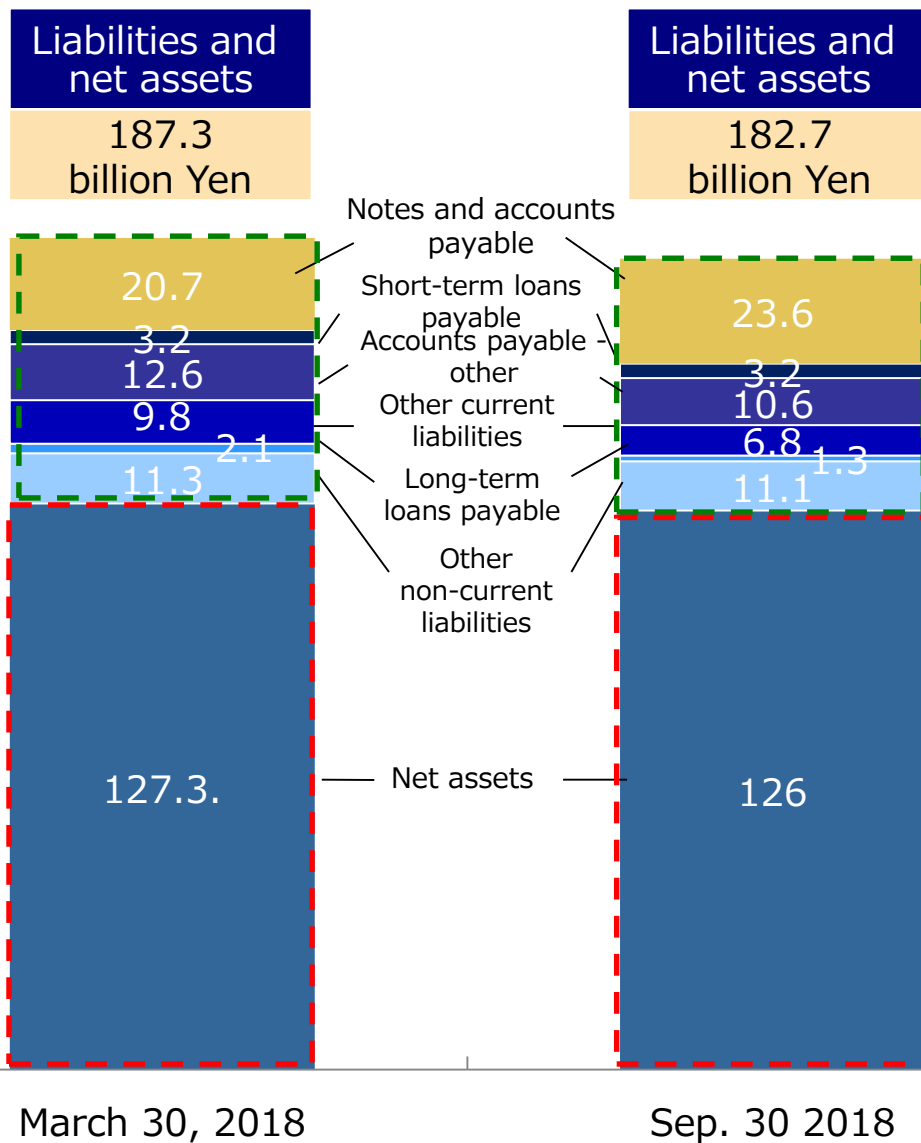 Liabilities and
net assets
187.3
billion Yen
Liabilities and
net assets
182.7
billion Yen
Notes and accounts
payable
Short-term loans
payable
Accounts payable -
other
Other current
liabilities
Long-term
loans payable
Other
non-current
liabilities
Net assets
20.7
3.2
12.6
9.8
2.1
11.3
127.3.
23.6
3.2
10.6
6.8
1.3
11.1
126
March 30, 2018
Sep. 30 2018